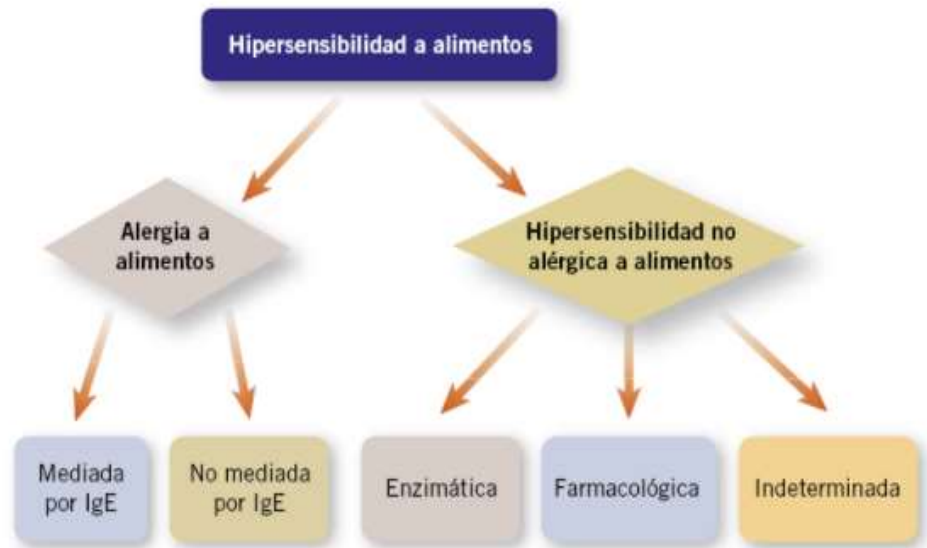 Hipersensibilidad a alimentos
Alergia a
alimentos
Hipersensibilidad no
alérgica a alimentos
Mediada
por IgE
No mediada
por IgE
Enzimática
Farmacológica
Indeterminada